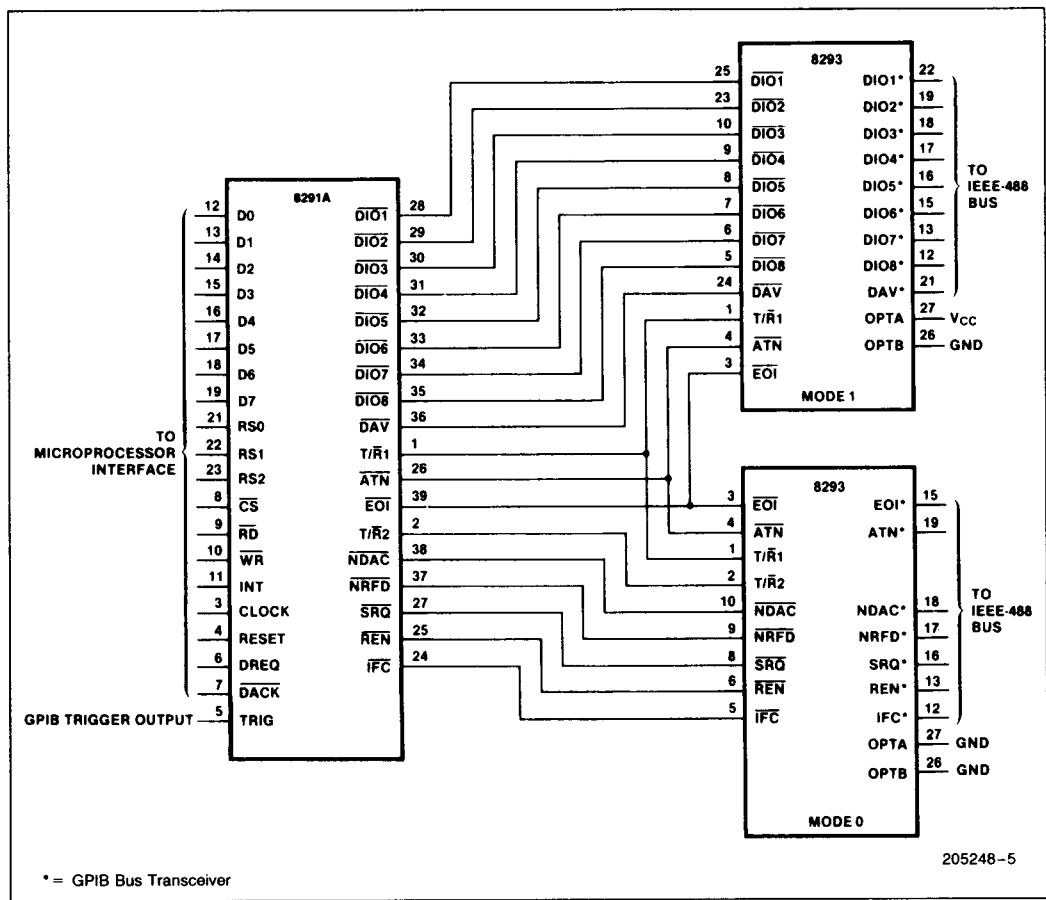 8291A
12 D0
13 D1
14 D2
15 D3
16 D4
17 D5
18 D6
19 D7
21 RS0
22 RS1
23 RS2
8 CS
9 RD
10 WR
11 INT
3 CLOCK
4 RESET
6 DREQ
7 DACK
5 TRIG
TO
MICROPROCESSOR
INTERFACE
GPIB TRIGGER OUTPUT
DIO1 28
DIO2 29
DIO3 30
DIO4 31
DIO5 32
DIO6 33
DIO7 34
DIO8 35
DAV 36
T/R1 1
ATN 26
EOI 39
T/R2 2
NDAC 38
NRFD 37
SRQ 27
REN 25
IFC 24
8293
25 DIO1
23 DIO2
10 DIO3
9 DIO4
8 DIO5
7 DIO6
6 DIO7
5 DIO8
24 DAV
1 T/R1
4 ATN
3 EOI
DIO1* 22
DIO2* 19
DIO3* 18
DIO4* 17
DIO5* 16
DIO6* 15
DIO7* 13
DIO8* 12
DAV* 21
OPTA 27 VCC
OPTB 26 GND
MODE 1
TO
IEEE-488
BUS
8293
3 EOI
4 ATN
1 T/R1
2 T/R2
10 NDAC
9 NRFD
8 SRQ
6 REN
5 IFC
EOI* 15
ATN* 19
NDAC* 18
NRFD* 17
SRQ* 16
REN* 13
IFC* 12
OPTA 27 GND
OPTB 26 GND
MODE 0
TO
IEEE-488
BUS
205248-5
* = GPIB Bus Transceiver